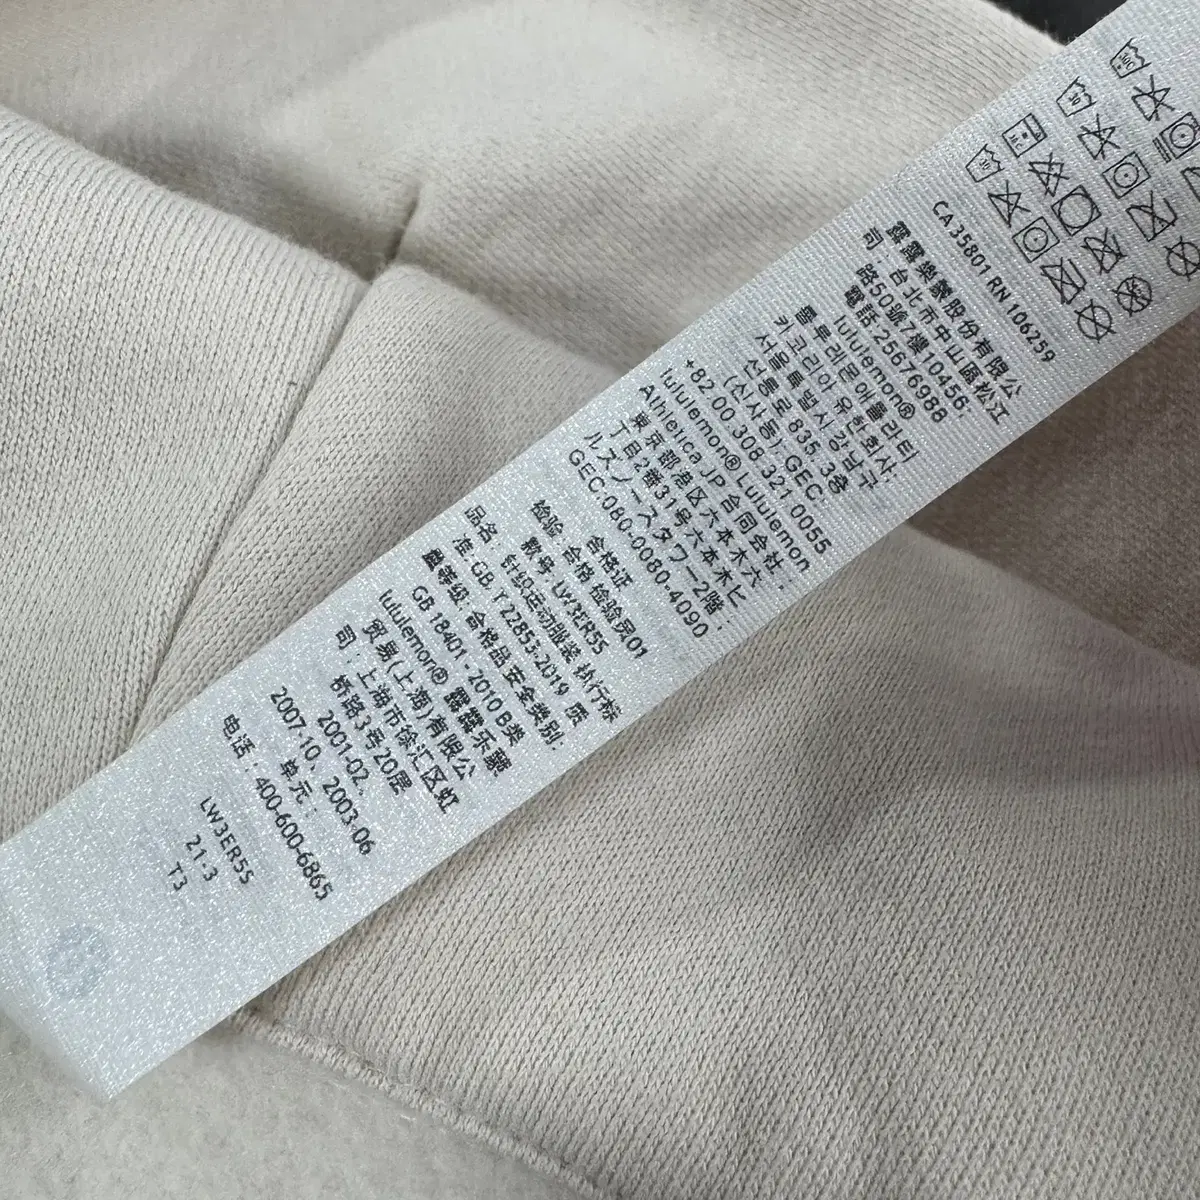 CA 35801 RN 106259
露露樂蒙股份有限公
司：台北市中山區松江
路50號7樓10456.
電話:25676988
lululemon®
룰루레몬애틀라티
카코리아 유한회사:
서울특별시강남구
선릉로 835, 3층
(신사동), GEC:
+82.00.308.321.0055
lululemon® Lululemon
Athletica JP 合同会社：
東京都港区六本木六
丁目2番31号六本木ヒ
ルズノースタワー2階：
GEC:080-0080-4090
合格证
检验: 合格 检验员01
款号: LW3ER5S
品名: 针织运动服装 执行标
准: GB/T 22853-2019 质
量等级: 合格品 安全类别:
GB 18401-2010 B类
lululemon® 露露乐蒙
贸易(上海)有限公
司：上海市徐汇区虹
桥路3号20层
2001-02、
2007-10、2003-06
单元：
电话：400-600-6865
LW3ER5S
21-3
T3